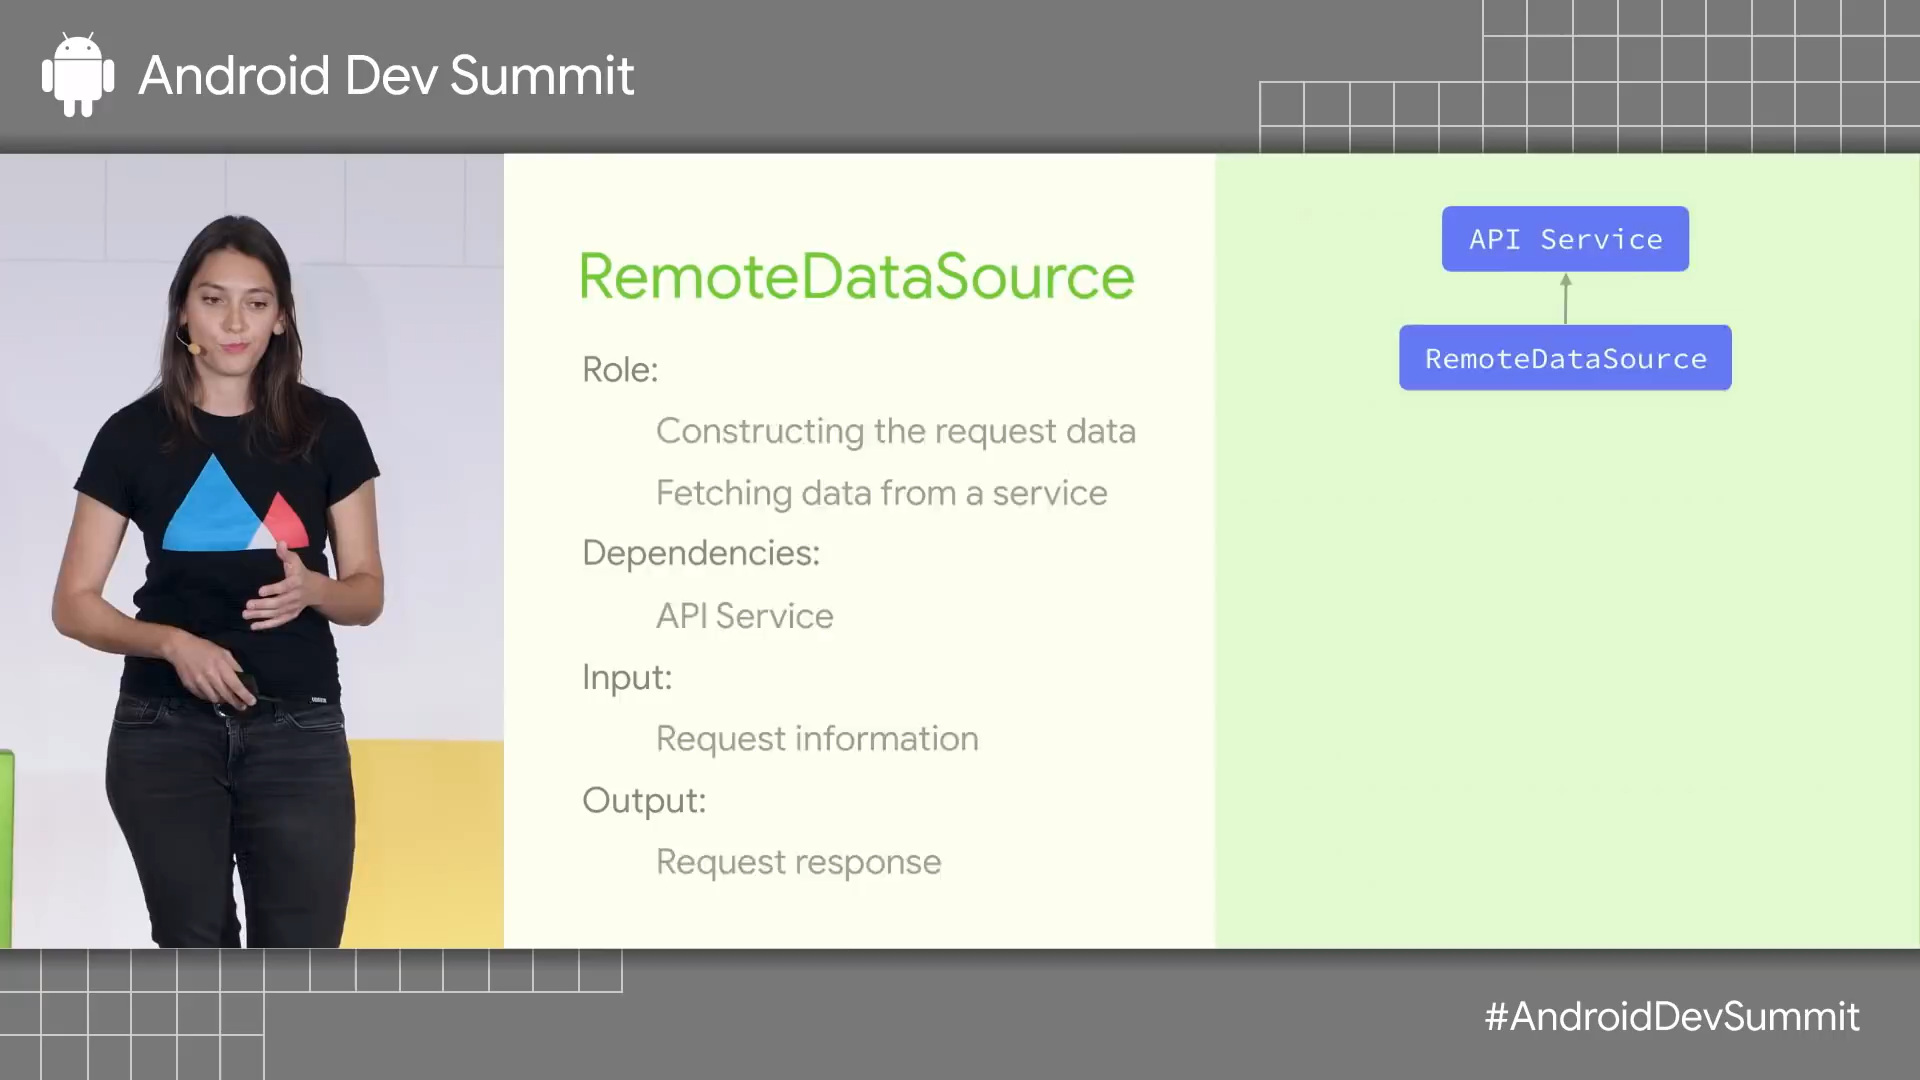 Android Dev Summit
RemoteDataSource
Role:
Constructing the request data
Fetching data from a service
Dependencies:
API Service
Input:
Request information
Output:
Request response
API Service
RemoteDataSource
#AndroidDevSummit